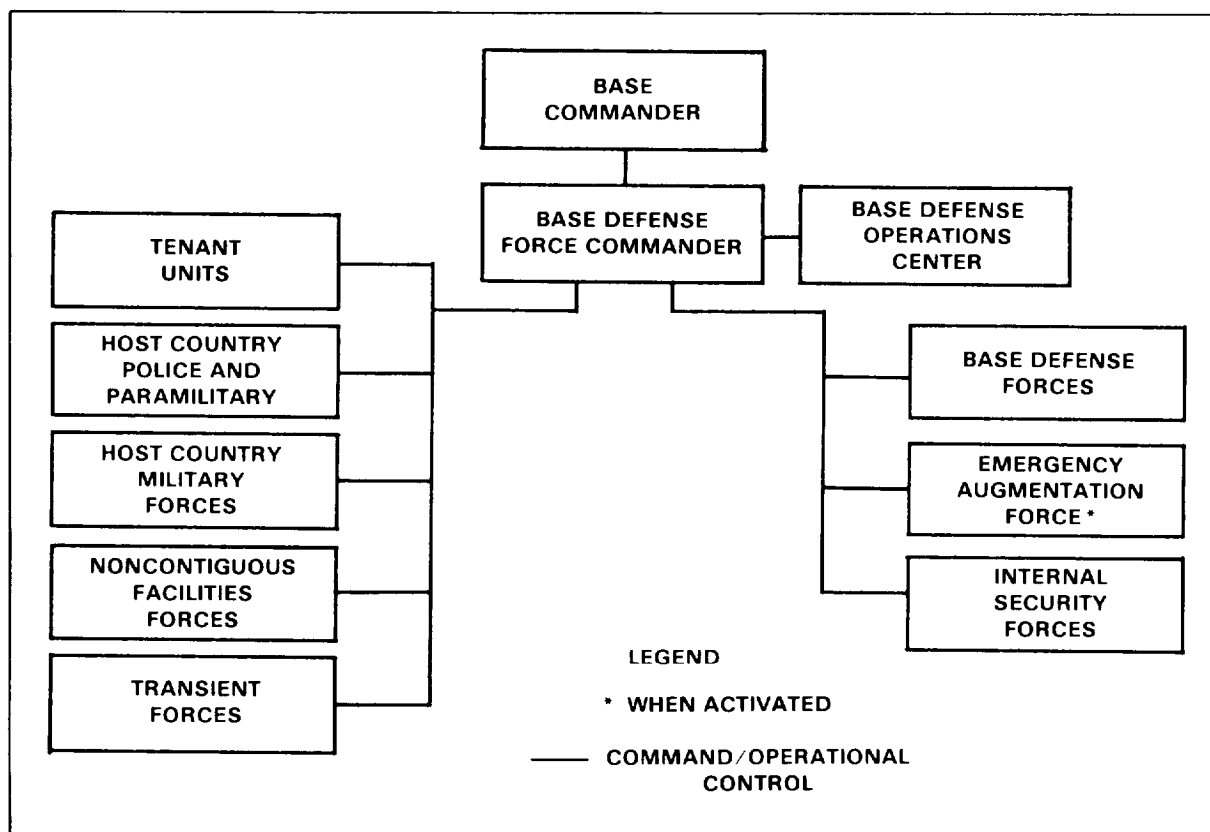 BASE
COMMANDER
BASE DEFENSE
FORCE COMMANDER
BASE DEFENSE
OPERATIONS
CENTER
TENANT
UNITS
HOST COUNTRY
POLICE AND
PARAMILITARY
HOST COUNTRY
MILITARY
FORCES
NONCONTIGUOUS
FACILITIES
FORCES
TRANSIENT
FORCES
BASE DEFENSE
FORCES
EMERGENCY
AUGMENTATION
FORCE*
INTERNAL
SECURITY
FORCES
LEGEND
* WHEN ACTIVATED
COMMAND/OPERATIONAL
CONTROL